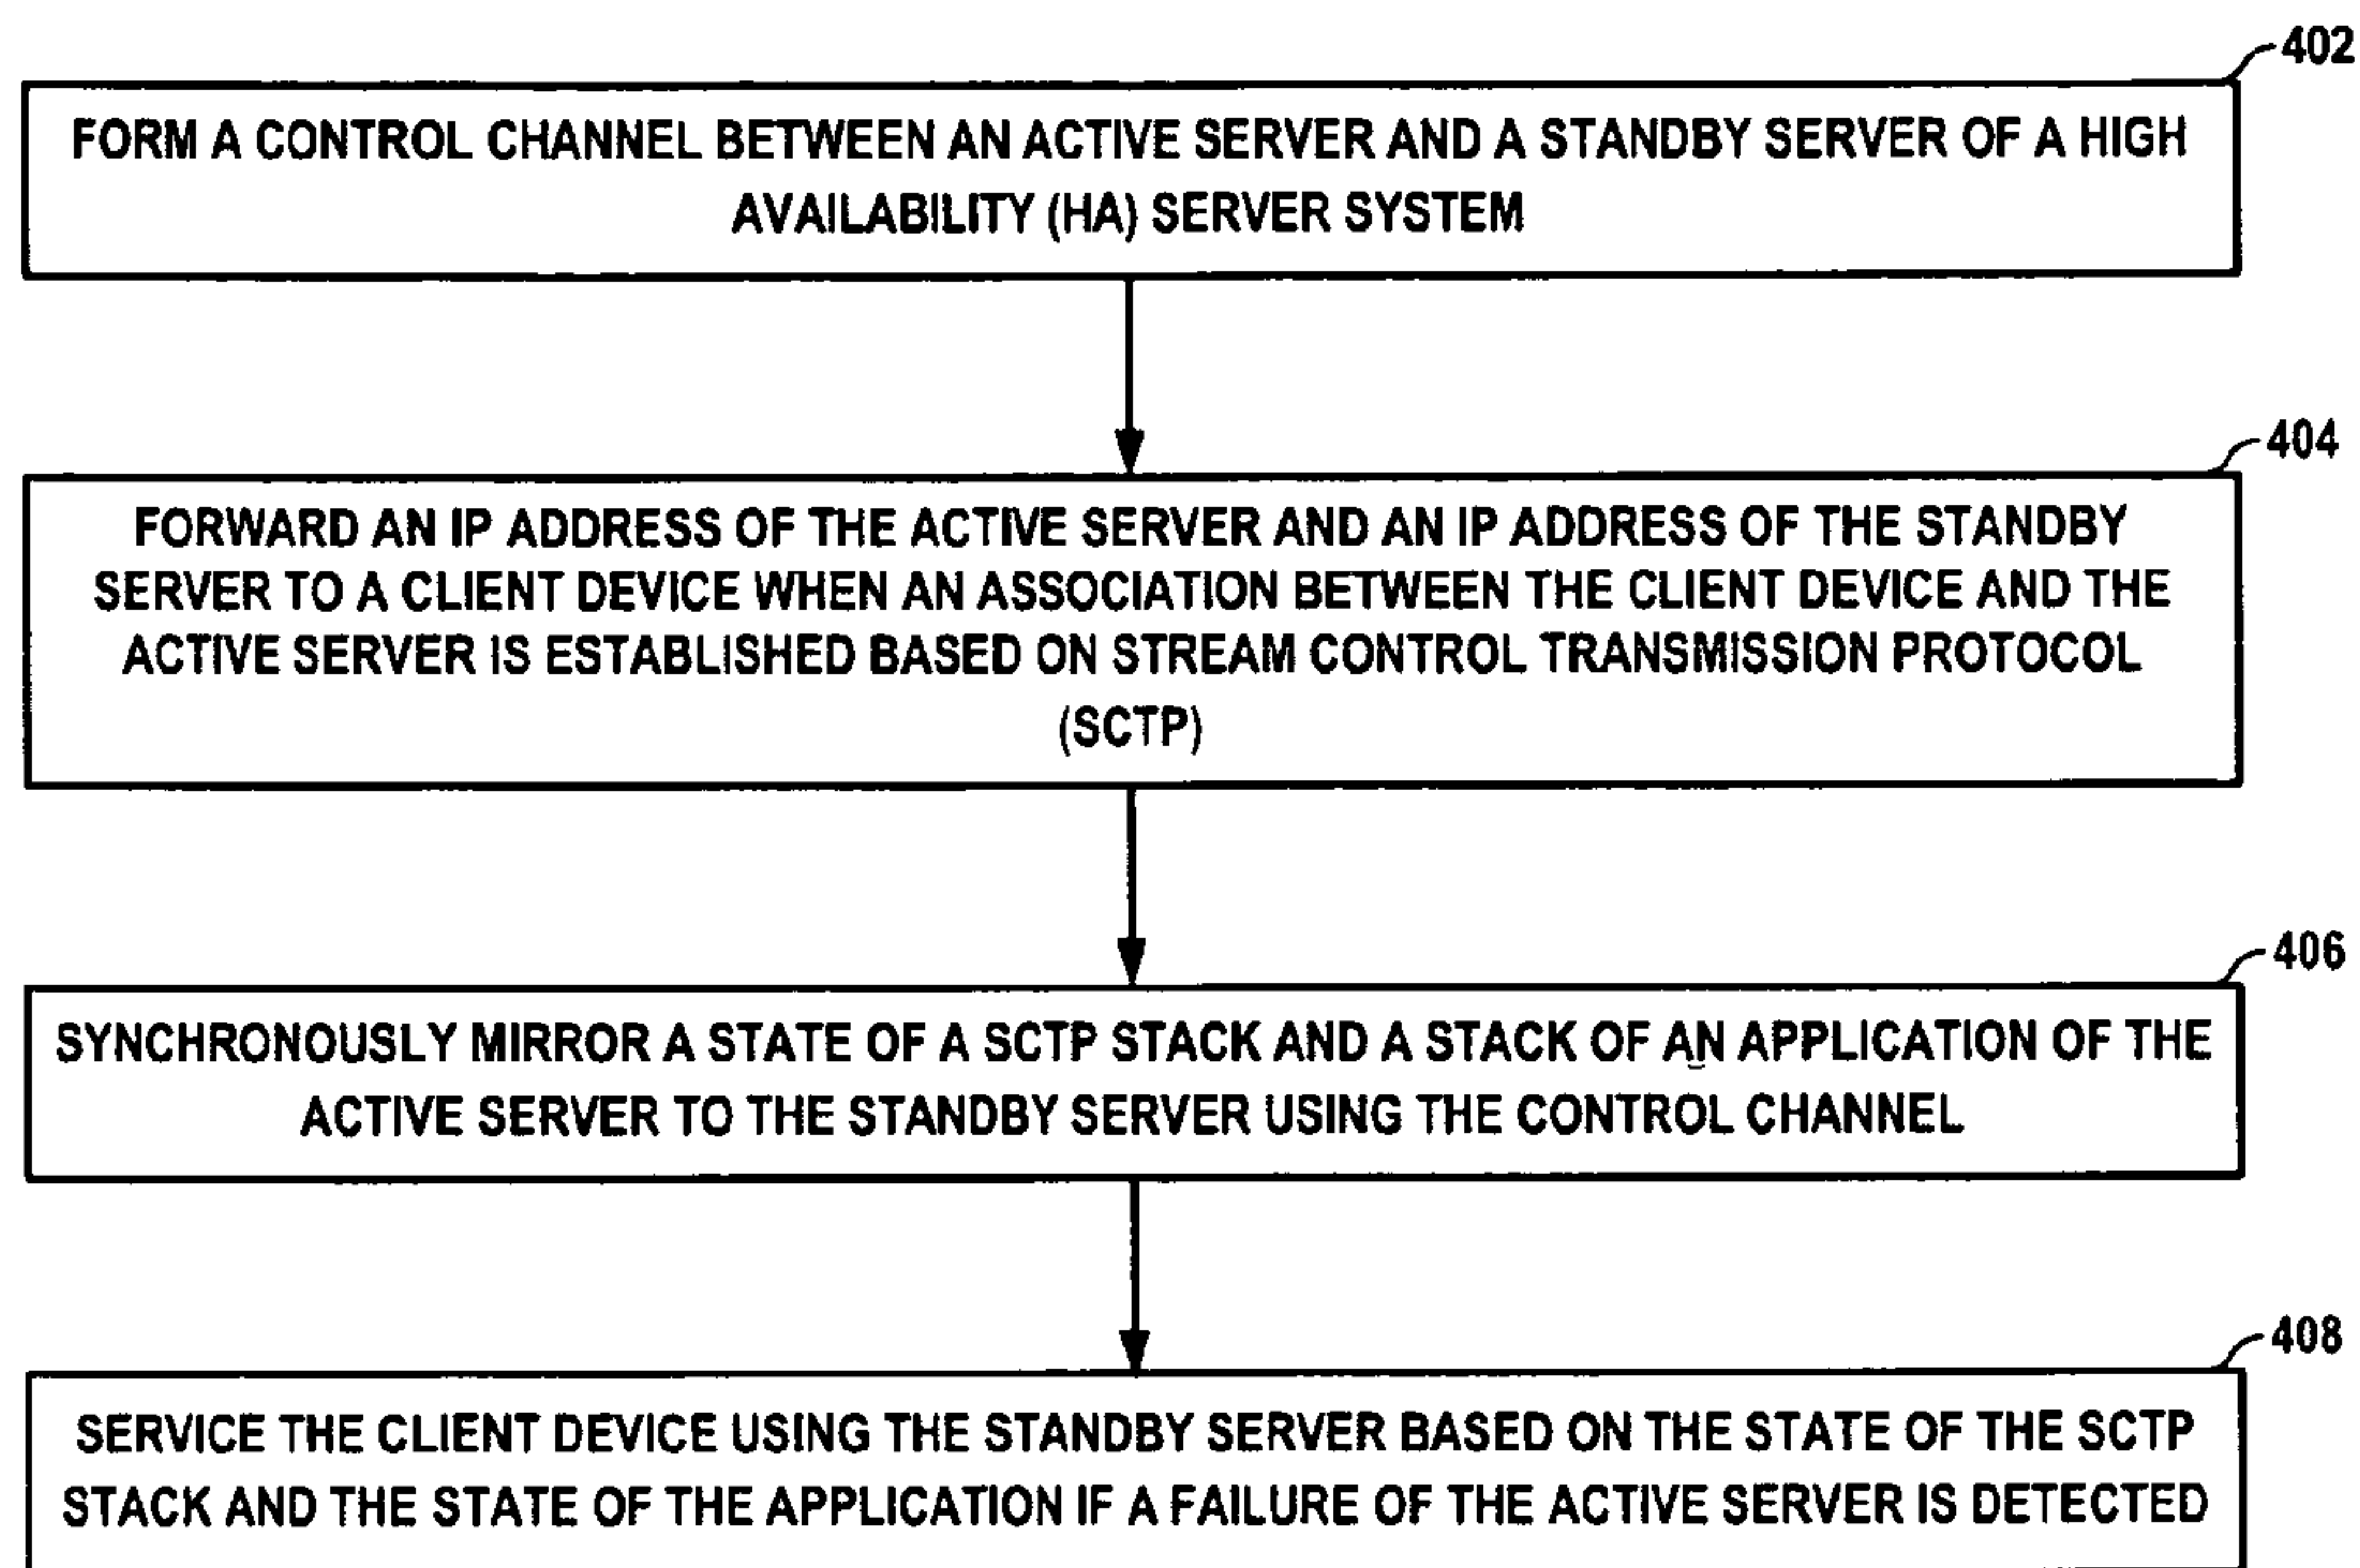 402
FORM A CONTROL CHANNEL BETWEEN AN ACTIVE SERVER AND A STANDBY SERVER OF A HIGH
AVAILABILITY (HA) SERVER SYSTEM
404
FORWARD AN IP ADDRESS OF THE ACTIVE SERVER AND AN IP ADDRESS OF THE STANDBY
SERVER TO A CLIENT DEVICE WHEN AN ASSOCIATION BETWEEN THE CLIENT DEVICE AND THE
ACTIVE SERVER IS ESTABLISHED BASED ON STREAM CONTROL TRANSMISSION PROTOCOL
(SCTP)
406
SYNCHRONOUSLY MIRROR A STATE OF A SCTP STACK AND A STACK OF AN APPLICATION OF THE
ACTIVE SERVER TO THE STANDBY SERVER USING THE CONTROL CHANNEL
408
SERVICE THE CLIENT DEVICE USING THE STANDBY SERVER BASED ON THE STATE OF THE SCTP
STACK AND THE STATE OF THE APPLICATION IF A FAILURE OF THE ACTIVE SERVER IS DETECTED